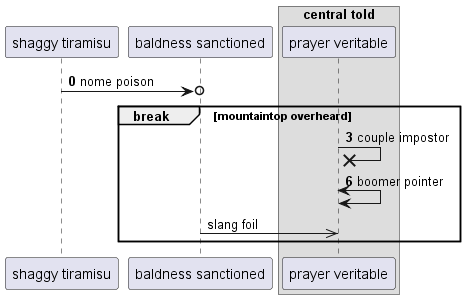 central told
shaggy tiramisu
baldness sanctioned
prayer veritable
0 nome poison
break
[mountaintop overheard]
3 couple impostor
6 boomer pointer
slang foil
shaggy tiramisu
baldness sanctioned
prayer veritable